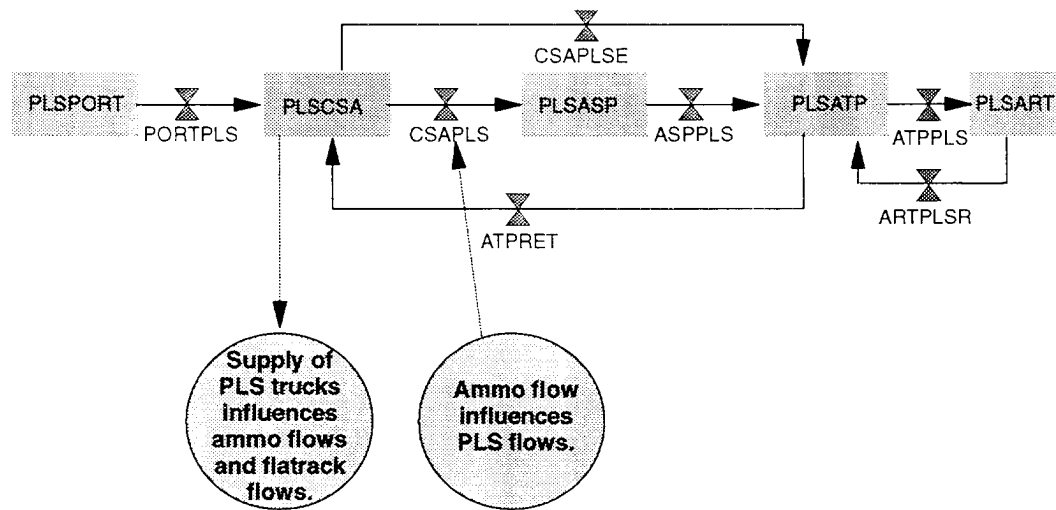 CSAPLSE
PLSPORT
PLSCSA
PLSASP
PLSATP
PLSART
PORTPLS
CSAPLS
ASPPLS
ATPPLS
ARTPLSR
ATPRET
Supply of
PLS trucks
influences
ammo flows
and flatrack
flows.
Ammo flow
influences
PLS flows.